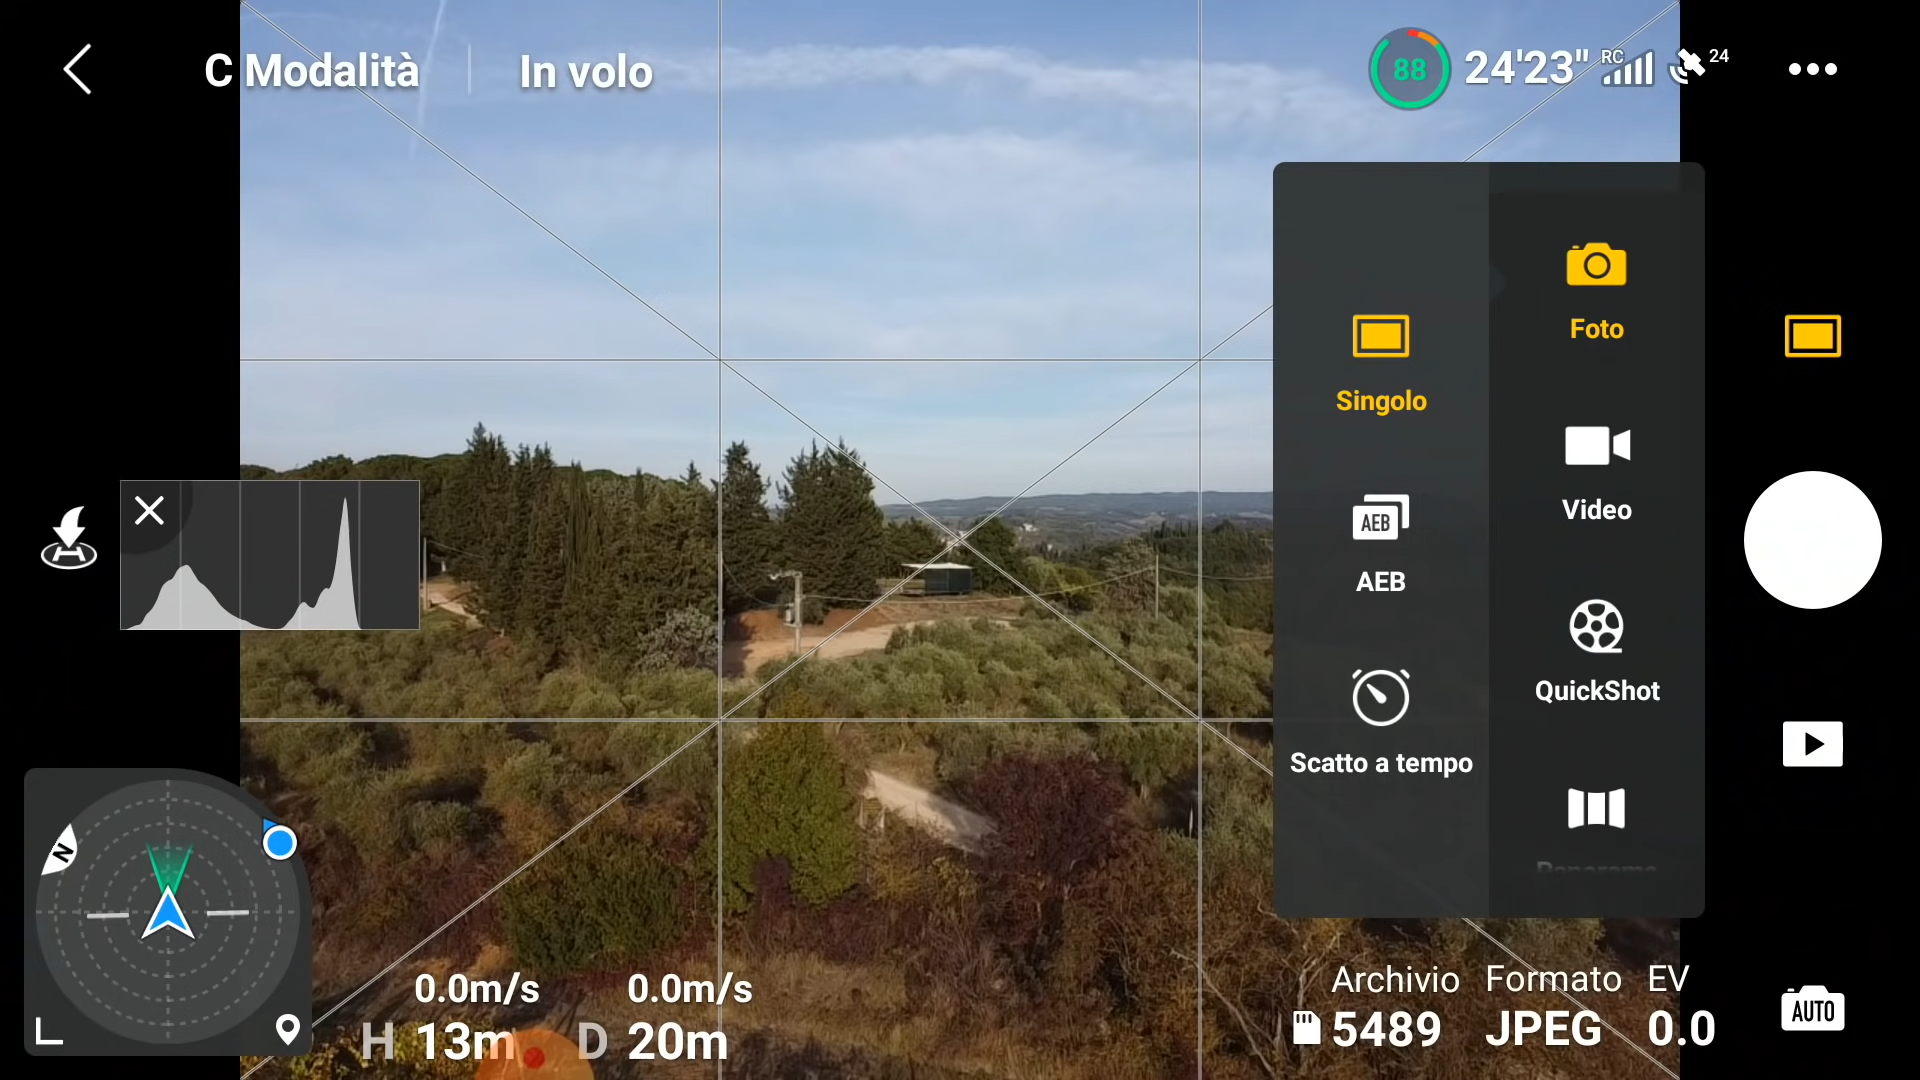 C Modalità In volo
88 24'23" RC 24
Foto
Singolo
Video
AEB
AEB
QuickShot
Scatto a tempo
Panorama
N
0.0m/s 0.0m/s
H 13m D 20m
Archivio Formato EV
5489 JPEG 0.0
AUTO